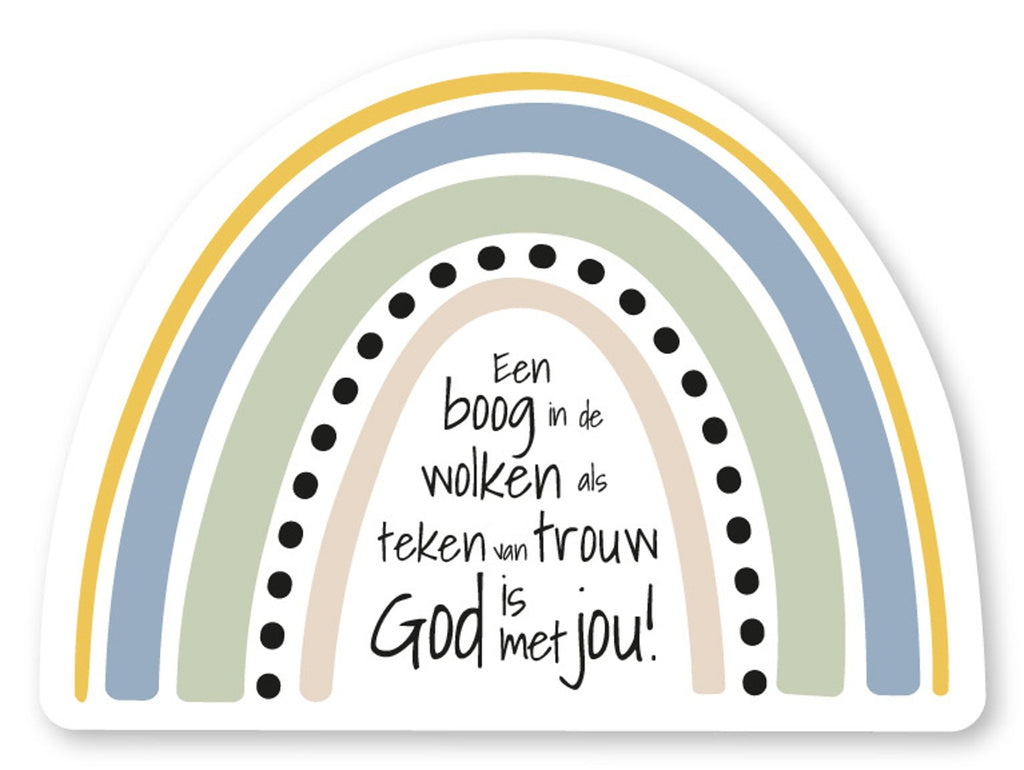 Een
boog in de
wolken als
teken van trouw
God is met jou!